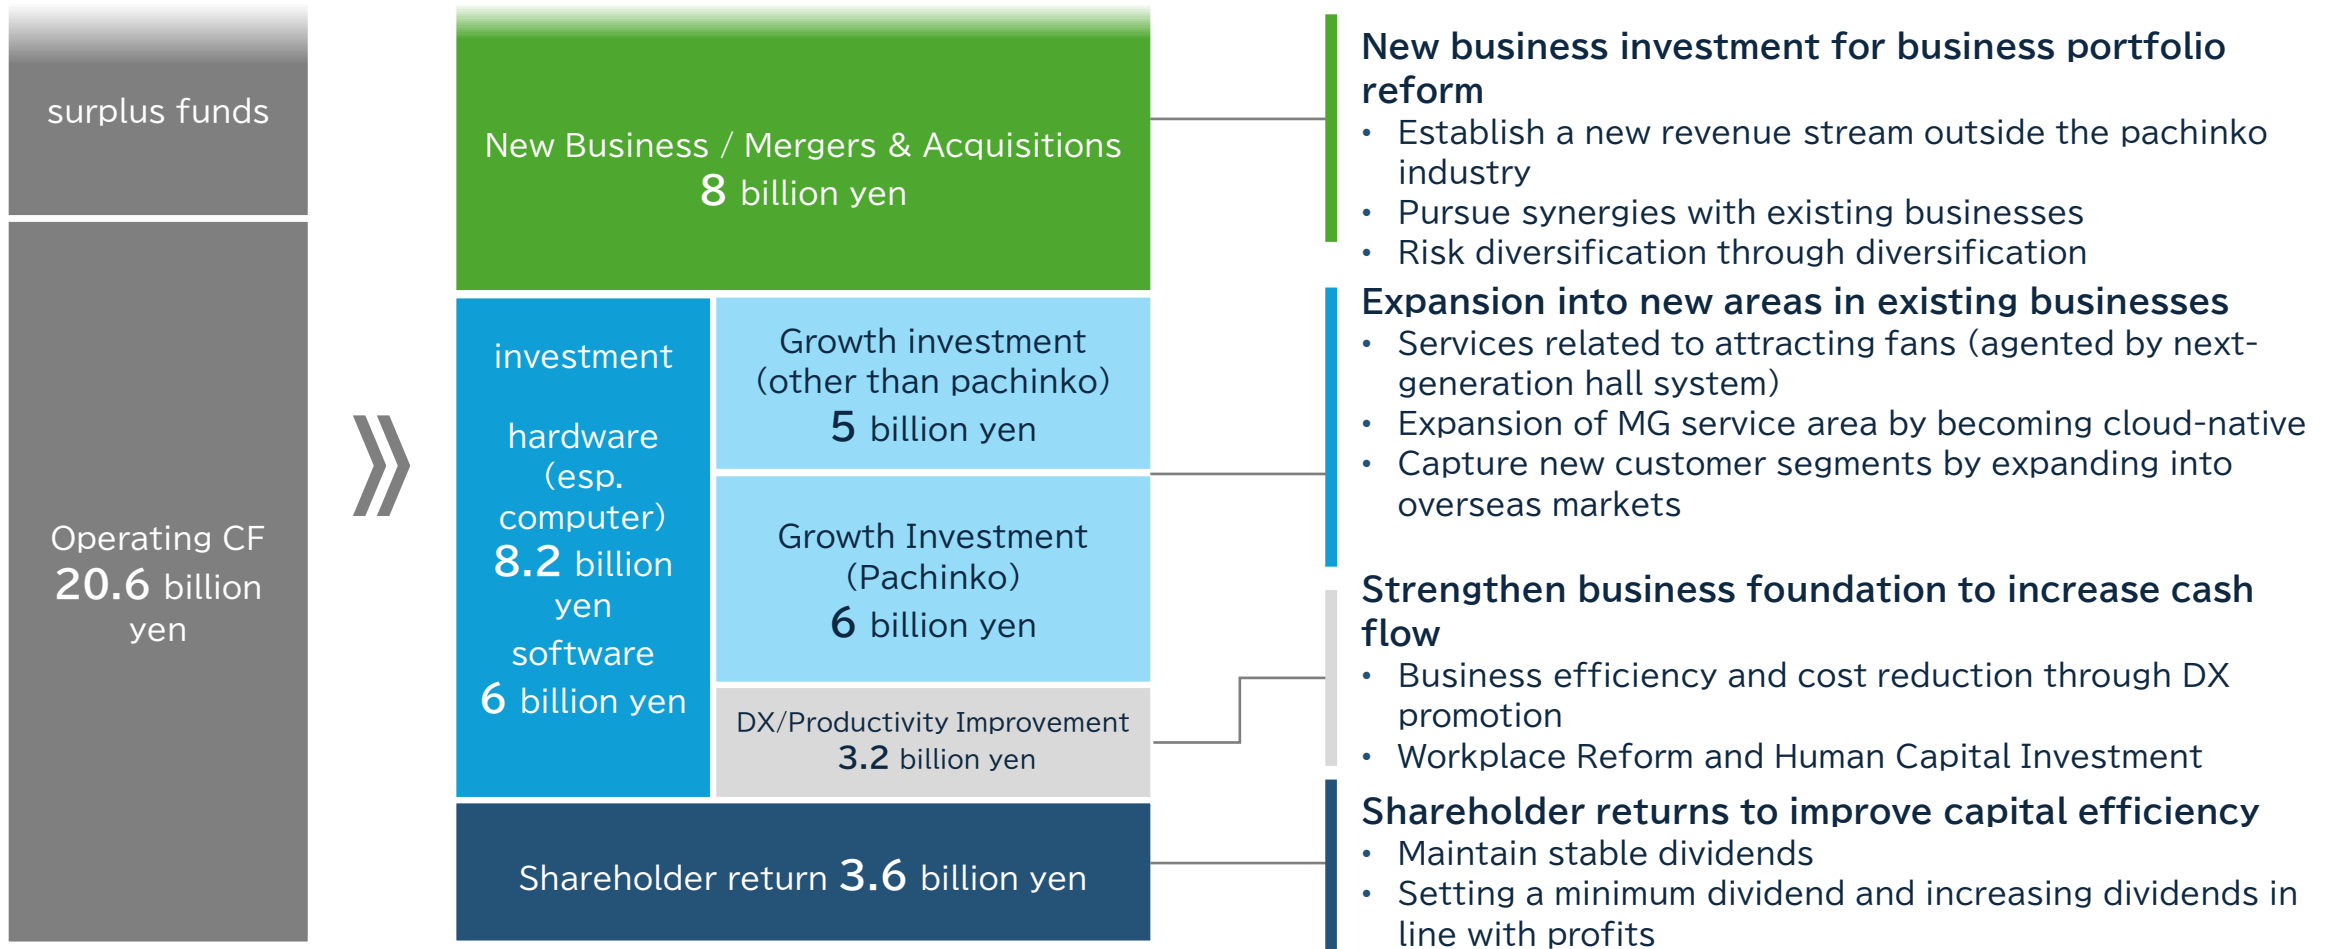 surplus funds
Operating CF
20.6 billion
yen
New Business / Mergers & Acquisitions
8 billion yen
investment
hardware
(esp.
computer)
8.2 billion
yen
software
6 billion yen
Growth investment
(other than pachinko)
5 billion yen
Growth Investment
(Pachinko)
6 billion yen
DX/Productivity Improvement
3.2 billion yen
Shareholder return 3.6 billion yen
New business investment for business portfolio
reform
• Establish a new revenue stream outside the pachinko
industry
• Pursue synergies with existing businesses
• Risk diversification through diversification
Expansion into new areas in existing businesses
• Services related to attracting fans (agented by next-
generation hall system)
• Expansion of MG service area by becoming cloud-native
• Capture new customer segments by expanding into
overseas markets
Strengthen business foundation to increase cash
flow
• Business efficiency and cost reduction through DX
promotion
• Workplace Reform and Human Capital Investment
Shareholder returns to improve capital efficiency
• Maintain stable dividends
• Setting a minimum dividend and increasing dividends in
line with profits